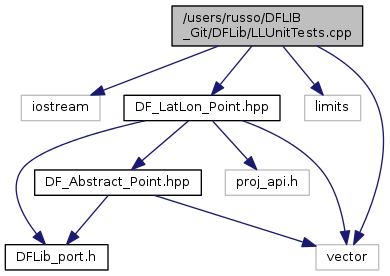 /users/russo/DFLIB
_Git/DFLib/LLUnitTests.cpp
iostream
DF_LatLon_Point.hpp
limits
DF_Abstract_Point.hpp
proj_api.h
DFLib_port.h
vector